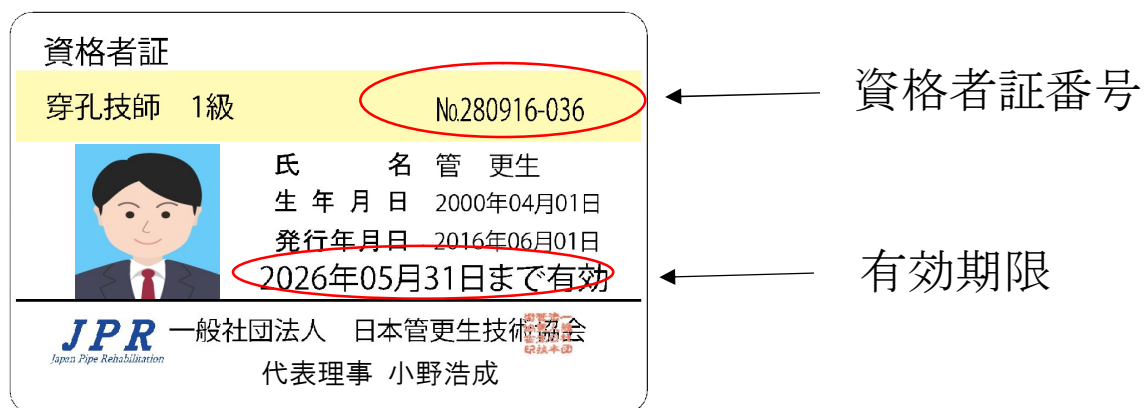 資格者証
穿孔技師 1級 №280916-036
資格者証番号
氏名 管 更生
生年月日 2000年04月01日
発行年月日 2016年06月01日
2026年05月31日まで有効
有効期限
JPR 一般社団法人 日本管更生技術協会
Japan Pipe Rehabilitation
代表理事 小野浩成